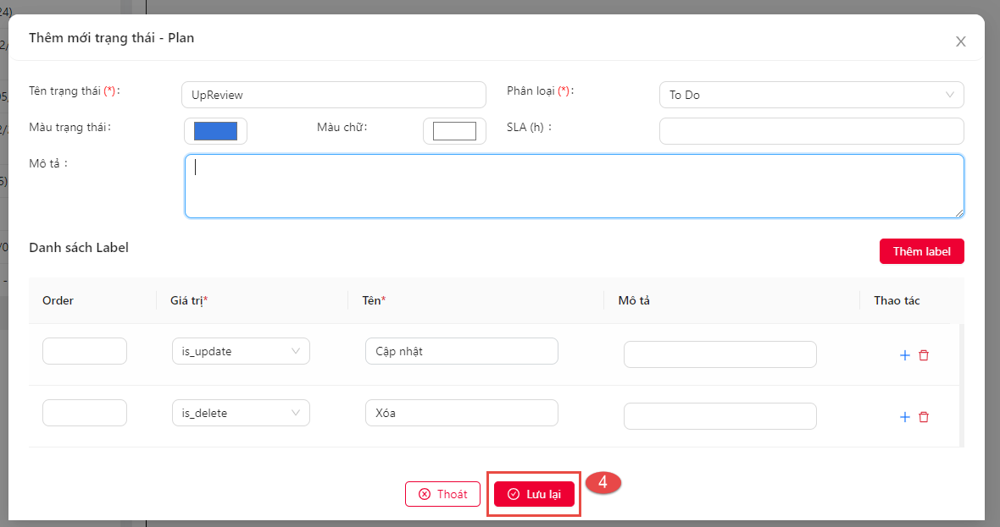 24)
Thêm mới trạng thái - Plan
Tên trạng thái (*):
UpReview
Phân loại (*):
To Do
Màu trạng thái:
Màu chữ:
SLA (h) :
Mô tả :
Danh sách Label
Thêm label
Order
Giá trị*
Tên*
Mô tả
Thao tác
is_update
Cập nhật
is_delete
Xóa
Thoát
Lưu lại
4